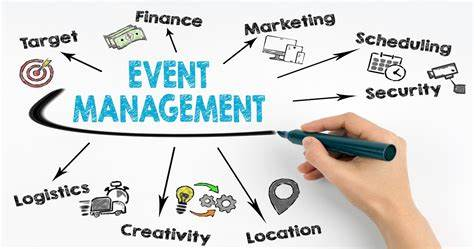 Finance
Marketing
Target
Scheduling
EVENT
MANAGEMENT
Security
Logistics
Creativity
Location